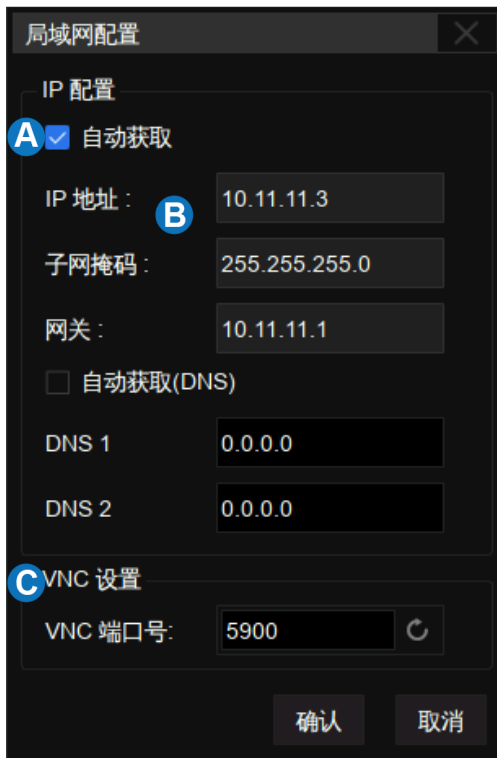 局域网配置
IP 配置
A 自动获取
IP 地址 : B 10.11.11.3
子网掩码 : 255.255.255.0
网关 : 10.11.11.1
自动获取(DNS)
DNS 1 0.0.0.0
DNS 2 0.0.0.0
C VNC 设置
VNC 端口号: 5900
确认 取消